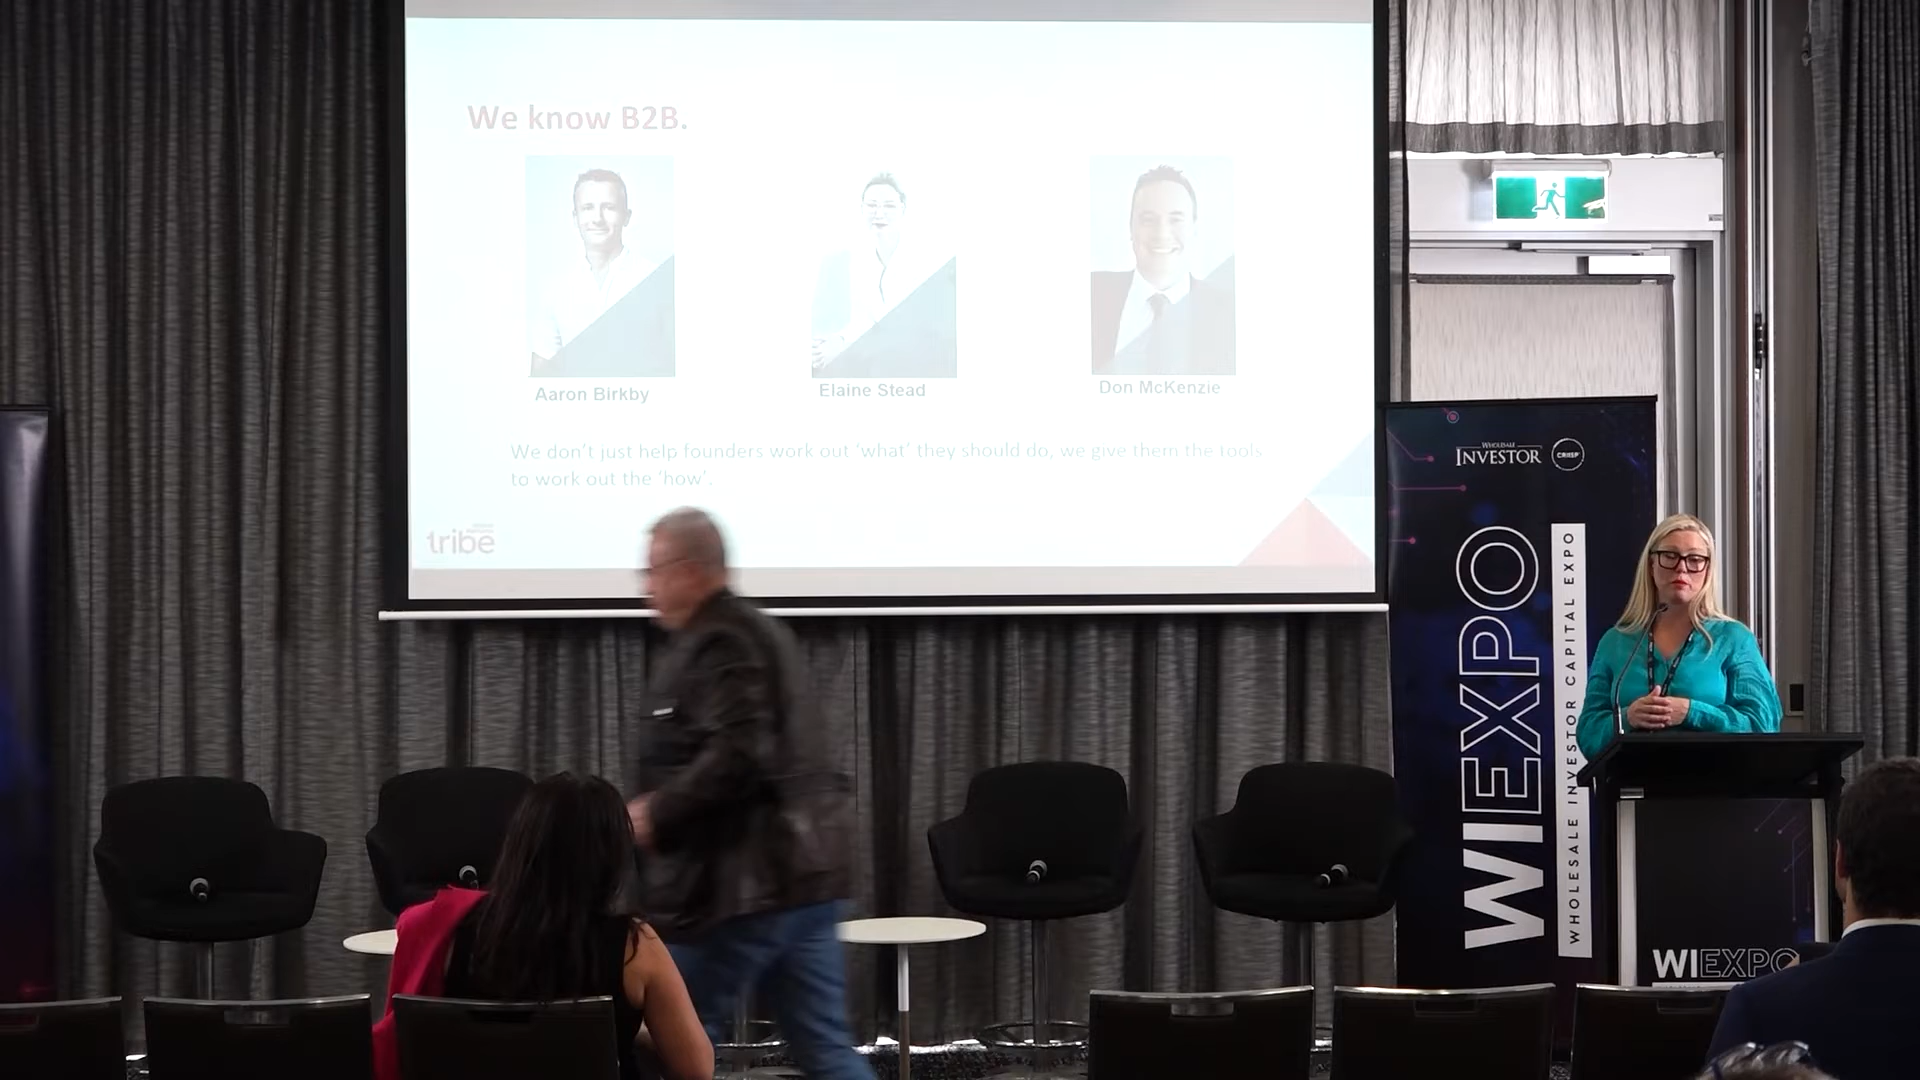 We know B2B.
Aaron Birkby
Elaine Stead
Don McKenzie
We don't just help founders work out 'what' they should do, we give them the tools
to work out the 'how'.
tribe
WHOLESALE
INVESTOR
CRIISP
WIEXPO
WHOLESALE INVESTOR CAPITAL EXPO
WIEXPO